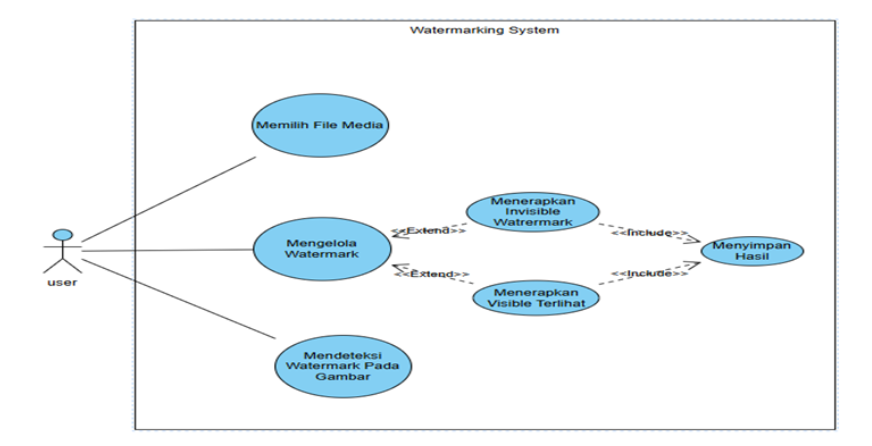 Watermarking System
Memilih File Media
Menerapkan
Invisible
Watrermark
<<Extend>>
<<Include>>
Mengelola
Watermark
Menyimpan
Hasil
user
<<Extend>>
<<Include>>
Menerapkan
Visible Terlihat
Mendeteksi
Watermark Pada
Gambar